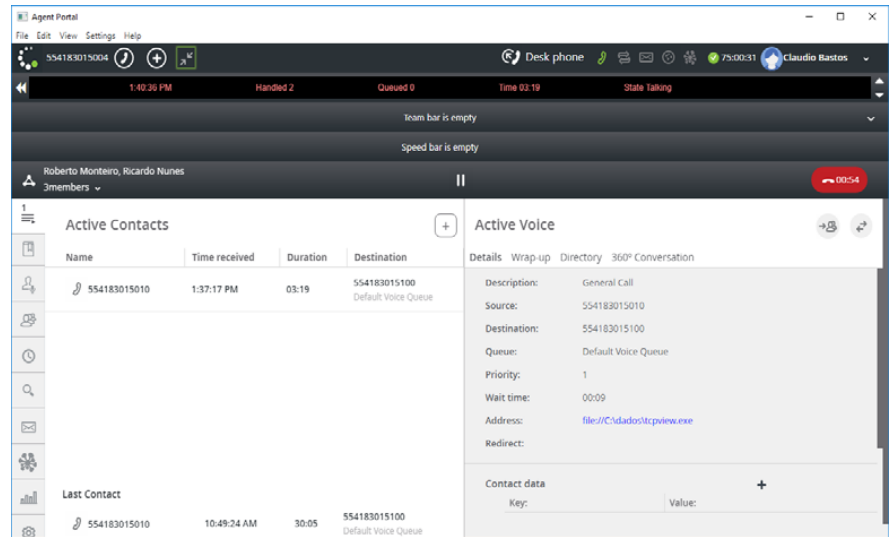 Agent Portal
File Edit View Settings Help
554183015004 Desk phone 75:00:31 Claudio Bastos
1:40:36 PM Handled 2 Queued 0 Time 03:19 State Talking
Team bar is empty
Speed bar is empty
Roberto Monteiro, Ricardo Nunes
3members 00:54
1
Active Contacts
Name Time received Duration Destination
554183015010 1:37:17 PM 03:19 554183015100
Default Voice Queue
Last Contact
554183015010 10:49:24 AM 30:05 554183015100
Default Voice Queue
Active Voice
Details Wrap-up Directory 360º Conversation
Description: General Call
Source: 554183015010
Destination: 554183015100
Queue: Default Voice Queue
Priority: 1
Wait time: 00:09
Address: file://C:\dados\tcpview.exe
Redirect:
Contact data
Key: Value: